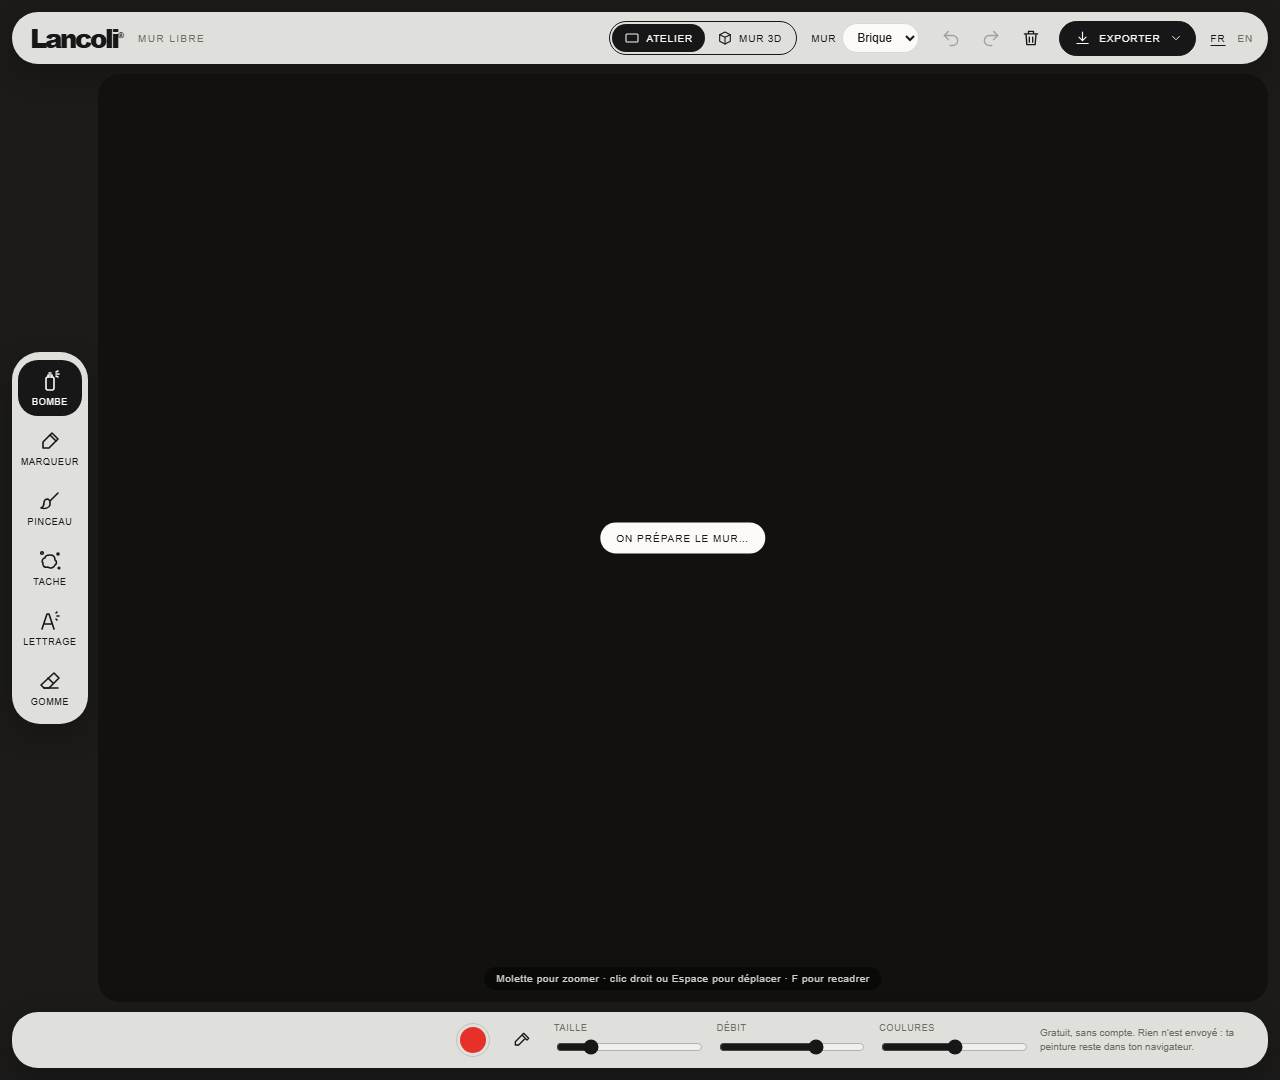 Lancoli®
MUR LIBRE
ATELIER
MUR 3D
MUR
Brique
EXPORTER
FR
EN
BOMBE
MARQUEUR
PINCEAU
TACHE
LETTRAGE
GOMME
ON PRÉPARE LE MUR…
Molette pour zoomer · clic droit ou Espace pour déplacer · F pour recadrer
TAILLE
DÉBIT
COULURES
Gratuit, sans compte. Rien n'est envoyé : ta
peinture reste dans ton navigateur.